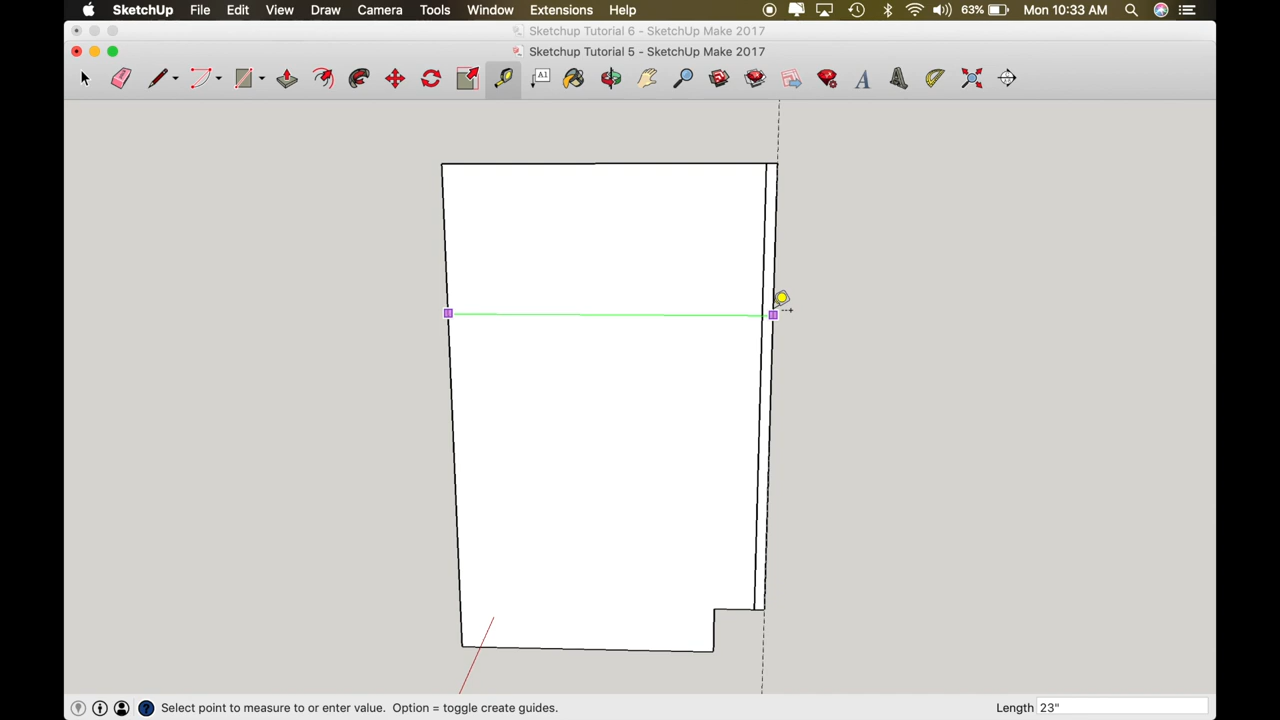 SketchUp File Edit View Draw Camera Tools Window Extensions Help 63% Mon 10:33 AM
Sketchup Tutorial 6 - SketchUp Make 2017
Sketchup Tutorial 5 - SketchUp Make 2017
A1 A
Select point to measure to or enter value. Option = toggle create guides. Length 23"